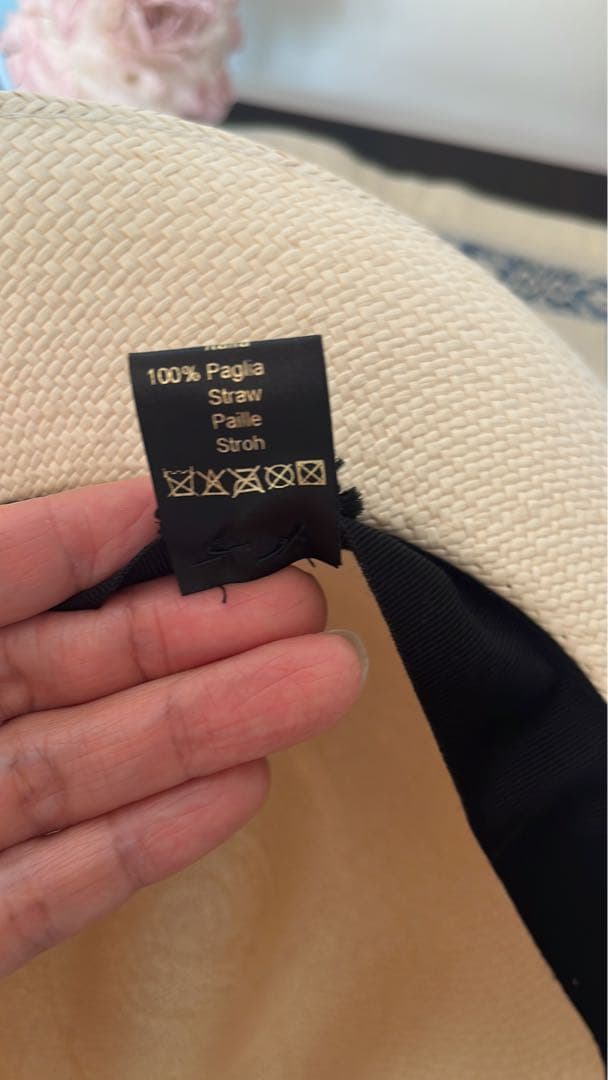 100% Paglia
Straw
Paille
Stroh